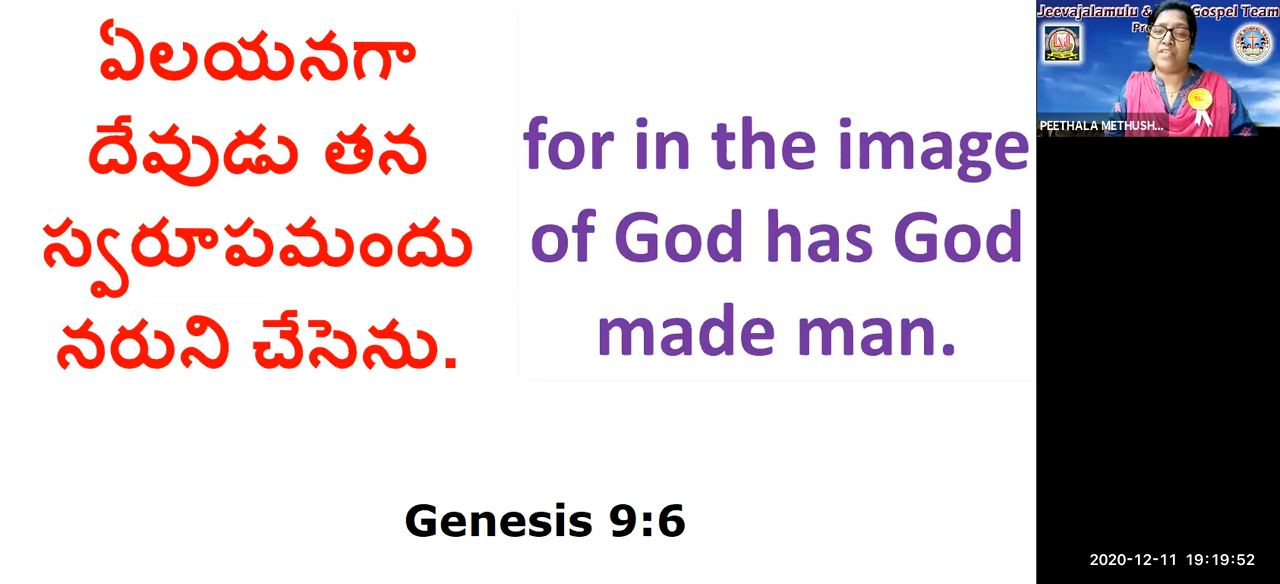 ఏలయనగా
దేవుడు తన
స్వరూపమందు
నరుని చేసెను.
for in the image
of God has God
made man.
Genesis 9:6
Jeevajalamulu & Gospel Team
PEETHALA METHUSH...
2020-12-11 19:19:52